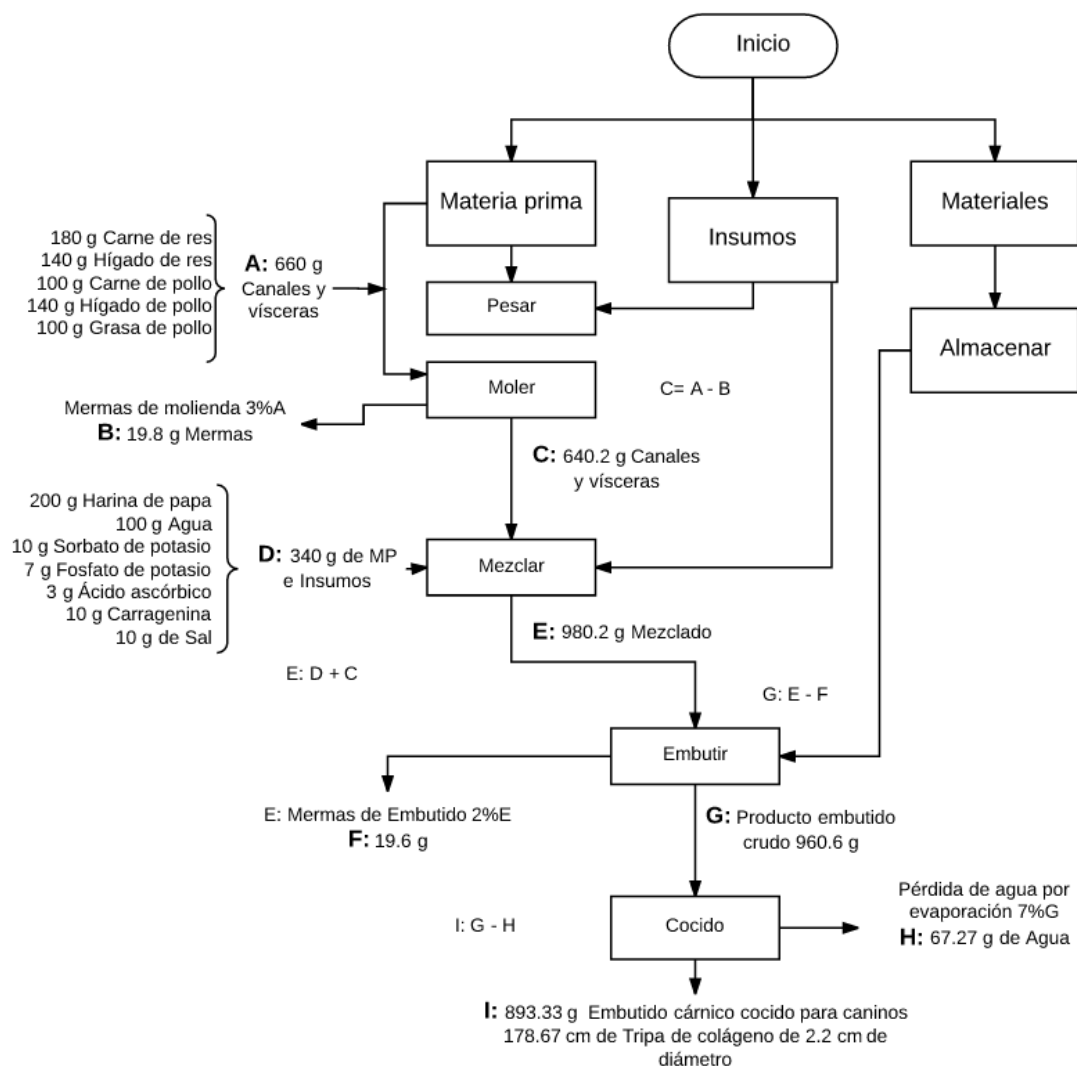 Inicio
Materia prima
Insumos
Materiales
180 g Carne de res
140 g Hígado de res
100 g Carne de pollo
140 g Hígado de pollo
100 g Grasa de pollo
A: 660 g
Canales y
vísceras
Pesar
Almacenar
Moler
C= A - B
Mermas de molienda 3%A
B: 19.8 g Mermas
C: 640.2 g Canales
y vísceras
200 g Harina de papa
100 g Agua
10 g Sorbato de potasio
7 g Fosfato de potasio
3 g Ácido ascórbico
10 g Carragenina
10 g de Sal
D: 340 g de MP
e Insumos
Mezclar
E: 980.2 g Mezclado
E: D + C
G: E - F
Embutir
E: Mermas de Embutido 2%E
F: 19.6 g
G: Producto embutido
crudo 960.6 g
I: G - H
Cocido
Pérdida de agua por
evaporación 7%G
H: 67.27 g de Agua
I: 893.33 g Embutido cárnico cocido para caninos
178.67 cm de Tripa de colágeno de 2.2 cm de
diámetro